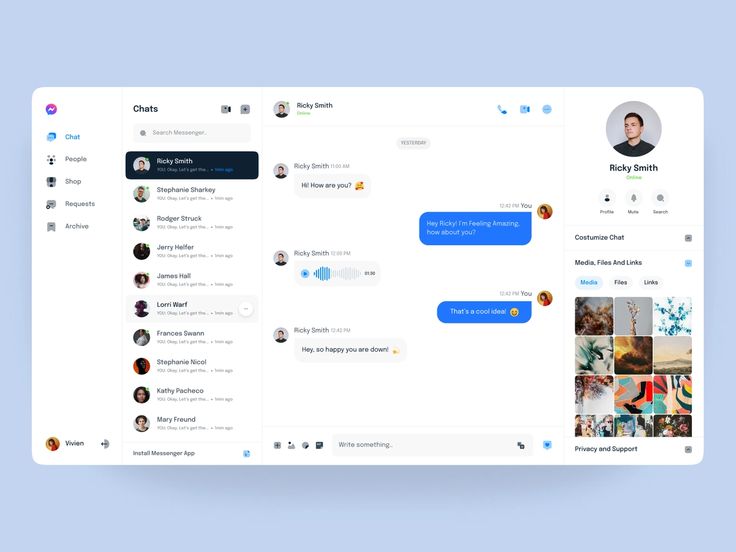 Chat
People
Shop
Requests
Archive
Vivien
Chats
Search Messenger..
Ricky Smith
YOU: Okay, Let's get the... • 1min ago
Stephanie Sharkey
YOU: Okay, Let's get the... • 1min ago
Rodger Struck
YOU: Okay, Let's get the... • 1min ago
Jerry Helfer
YOU: Okay, Let's get the... • 1min ago
James Hall
YOU: Okay, Let's get the... • 1min ago
Lorri Warf
YOU: Okay, Let's get the... • 1min ago
Frances Swann
YOU: Okay, Let's get the... • 1min ago
Stephanie Nicol
YOU: Okay, Let's get the... • 1min ago
Kathy Pacheco
YOU: Okay, Let's get the... • 1min ago
Mary Freund
YOU: Okay, Let's get the... • 1min ago
Install Messenger App
Ricky Smith
Online
YESTERDAY
Ricky Smith 11:00 AM
Hi! How are you? 🥰
12:42 PM You
Hey Ricky! I'm Feeling Amazing,
how about you?
Ricky Smith 12:00 PM
01:30
12:43 PM You
That's a cool idea! 😆
Ricky Smith 12:42 PM
Hey, so happy you are down!
Write something..
Ricky Smith
Online
Profile
Mute
Search
Costumize Chat
Media, Files And Links
Media
Files
Links
Privacy and Support